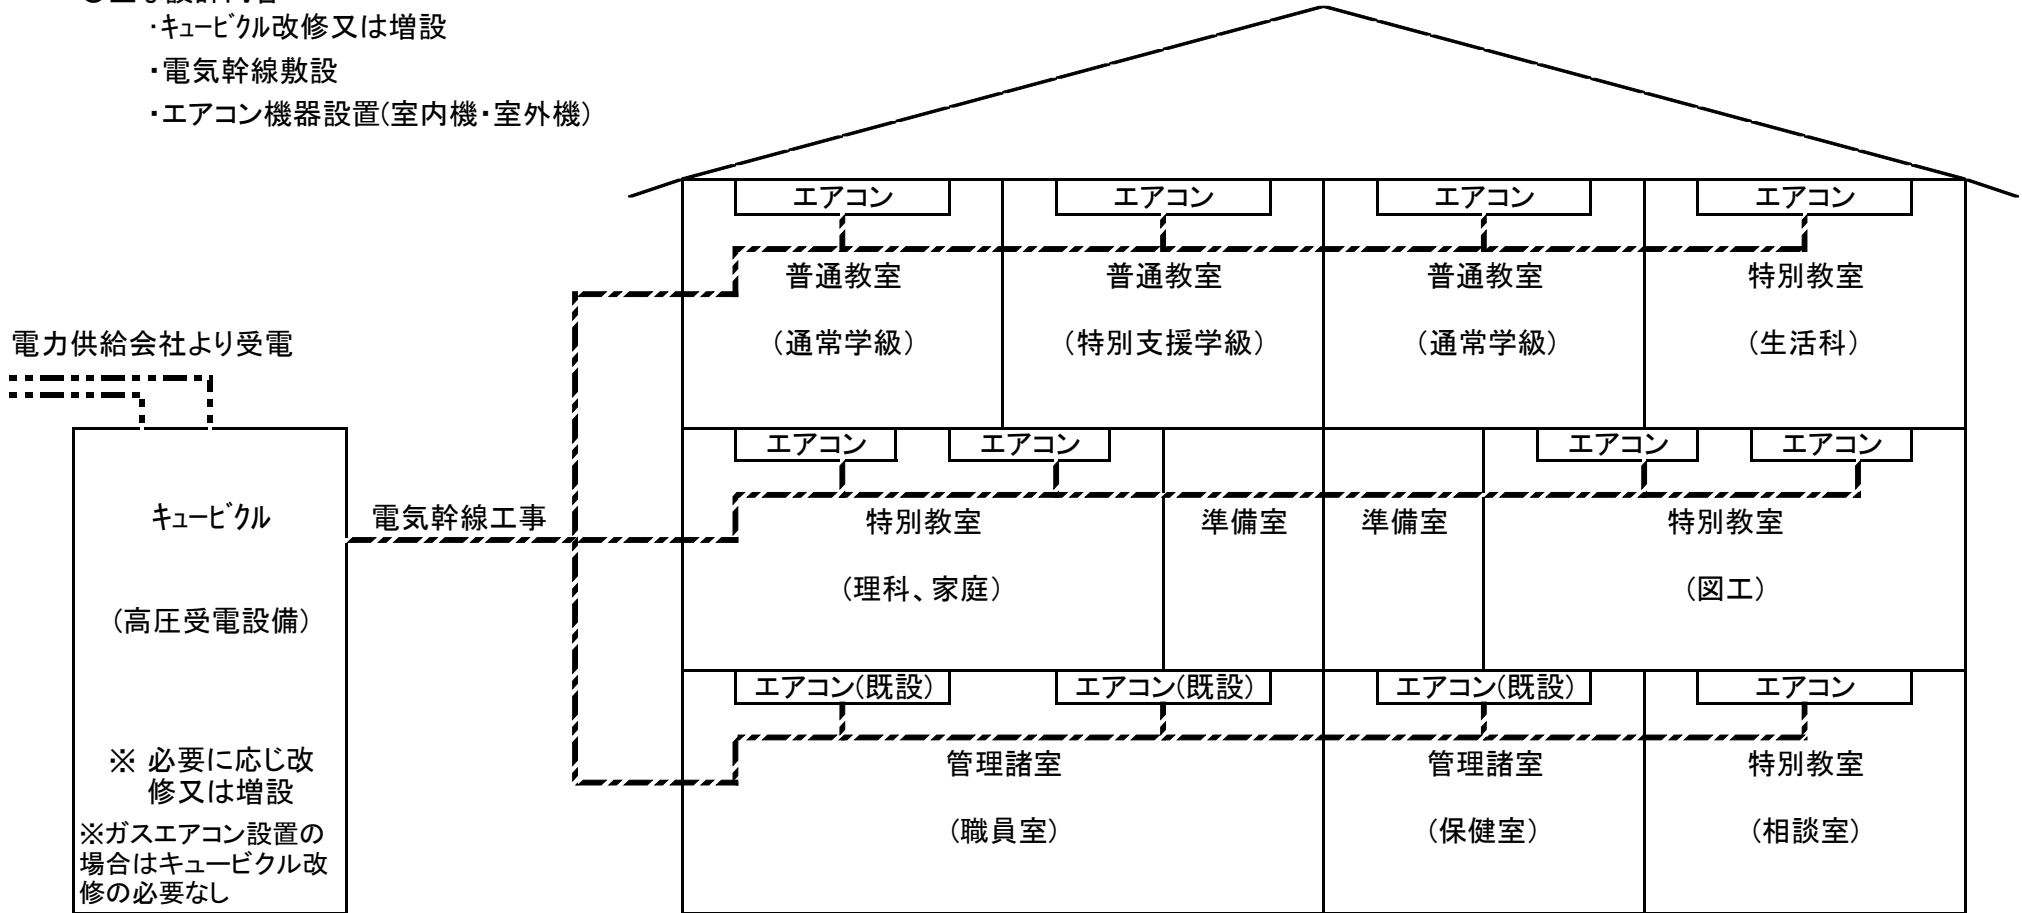 ・キュービクル改修又は増設
・電気幹線敷設
・エアコン機器設置(室内機・室外機)
エアコン エアコン エアコン エアコン
普通教室 普通教室 普通教室 特別教室
(通常学級) (特別支援学級) (通常学級) (生活科)
電力供給会社より受電
エアコン エアコン エアコン エアコン
キュービクル 電気幹線工事 特別教室 準備室 準備室 特別教室
(理科、家庭) (図工)
(高圧受電設備)
エアコン(既設) エアコン(既設) エアコン(既設) エアコン
※ 必要に応じ改
修又は増設
管理諸室 管理諸室 特別教室
(職員室) (保健室) (相談室)
※ガスエアコン設置の
場合はキュービクル改
修の必要なし